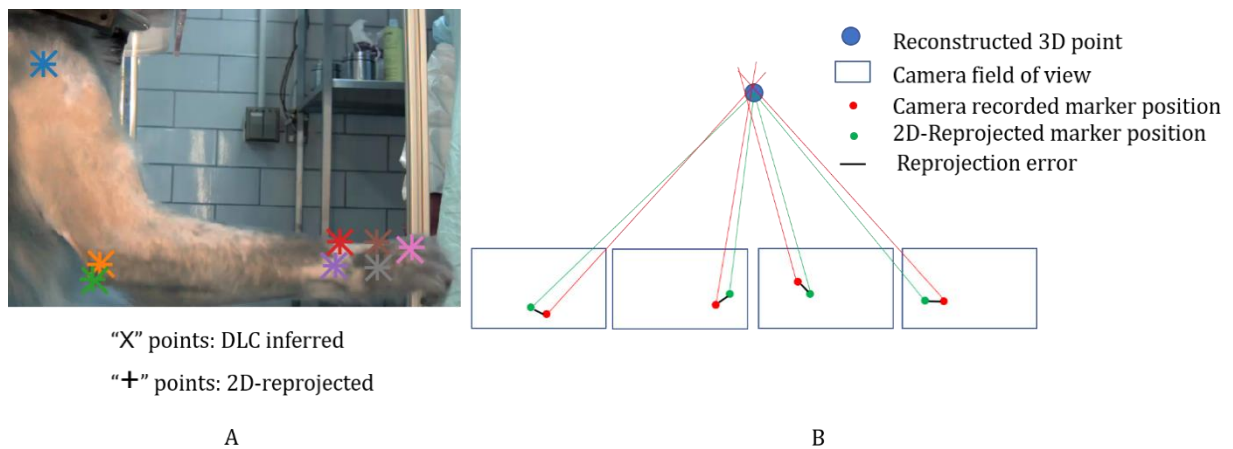 Reconstructed 3D point
Camera field of view
Camera recorded marker position
2D-Reprojected marker position
Reprojection error
“X” points: DLC inferred
“+” points: 2D-reprojected
A
B